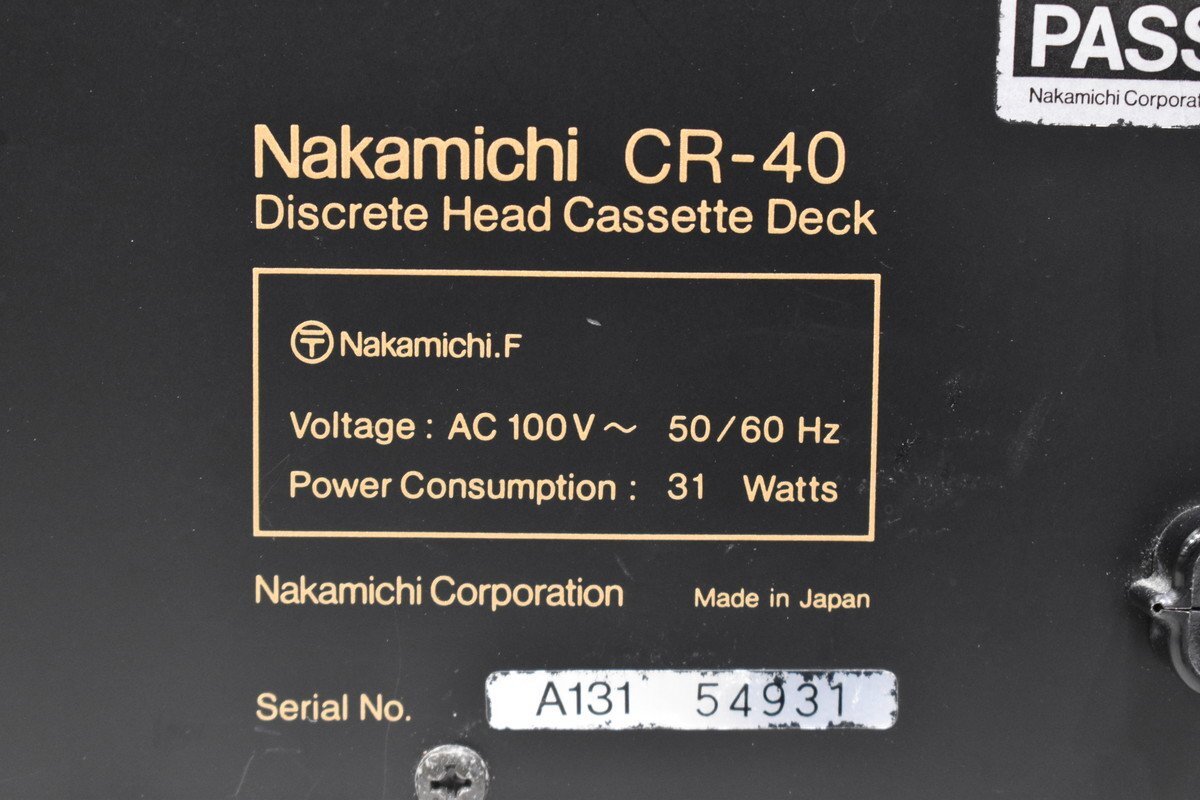 PASS
Nakamichi Corporat
Nakamichi CR-40
Discrete Head Cassette Deck
Nakamichi.F
Voltage : AC 100V ~ 50/60 Hz
Power Consumption : 31 Watts
Nakamichi Corporation Made in Japan
Serial No. A131 54931